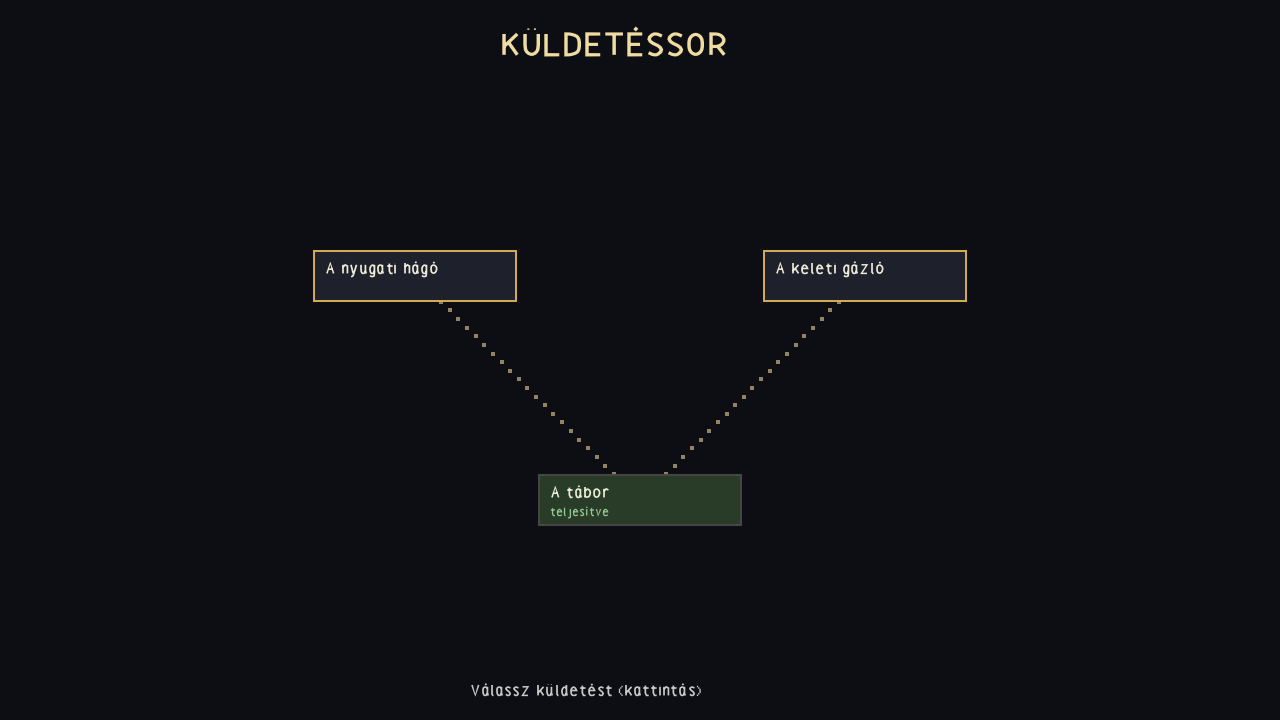 KÜLDETÉSSOR
A nyugati hágó
A keleti gázló
A tábor
teljesítve
Válassz küldetést (kattintás)